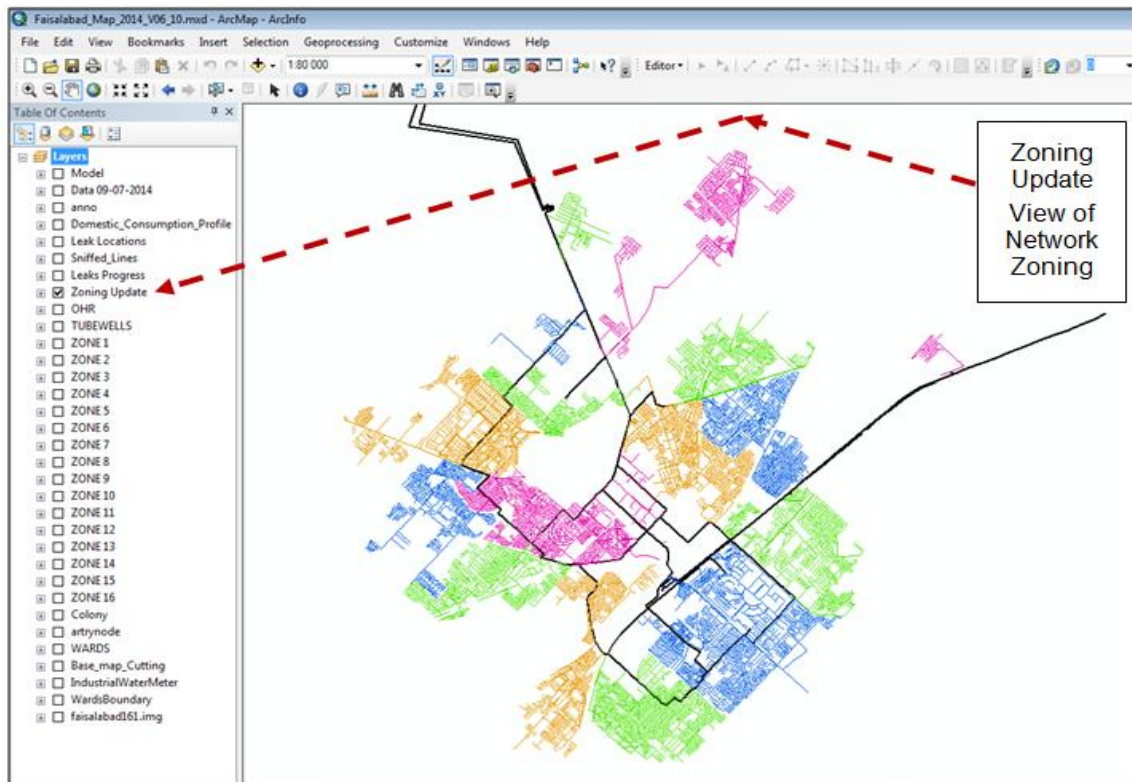 Faisalabad_Map_2014_V06_10.mxd - ArcMap - ArcInfo
File Edit View Bookmarks Insert Selection Geoprocessing Customize Windows Help
1:80 000
Editor
Table Of Contents
Layers
Model
Data 09-07-2014
anno
Domestic_Consumption_Profile
Leak Locations
Sniffed_Lines
Leaks Progress
Zoning Update
OHR
TUBEWELLS
ZONE 1
ZONE 2
ZONE 3
ZONE 4
ZONE 5
ZONE 6
ZONE 7
ZONE 8
ZONE 9
ZONE 10
ZONE 11
ZONE 12
ZONE 13
ZONE 14
ZONE 15
ZONE 16
Colony
artrynode
WARDS
Base_map_Cutting
IndustrialWaterMeter
WardsBoundary
faisalabad161.img
Zoning
Update
View of
Network
Zoning